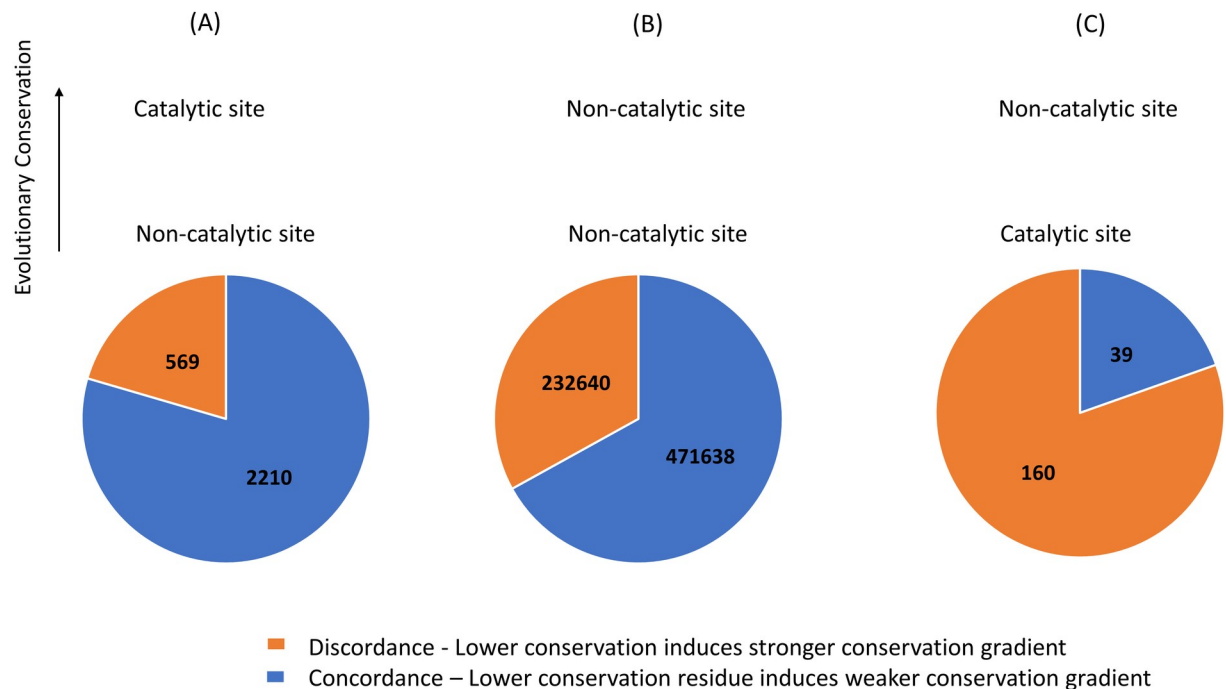 (A)
(B)
(C)
Evolutionary Conservation
Catalytic site
Non-catalytic site
Non-catalytic site
Non-catalytic site
Non-catalytic site
Catalytic site
569
2210
232640
471638
39
160
Discordance - Lower conservation induces stronger conservation gradient
Concordance – Lower conservation residue induces weaker conservation gradient